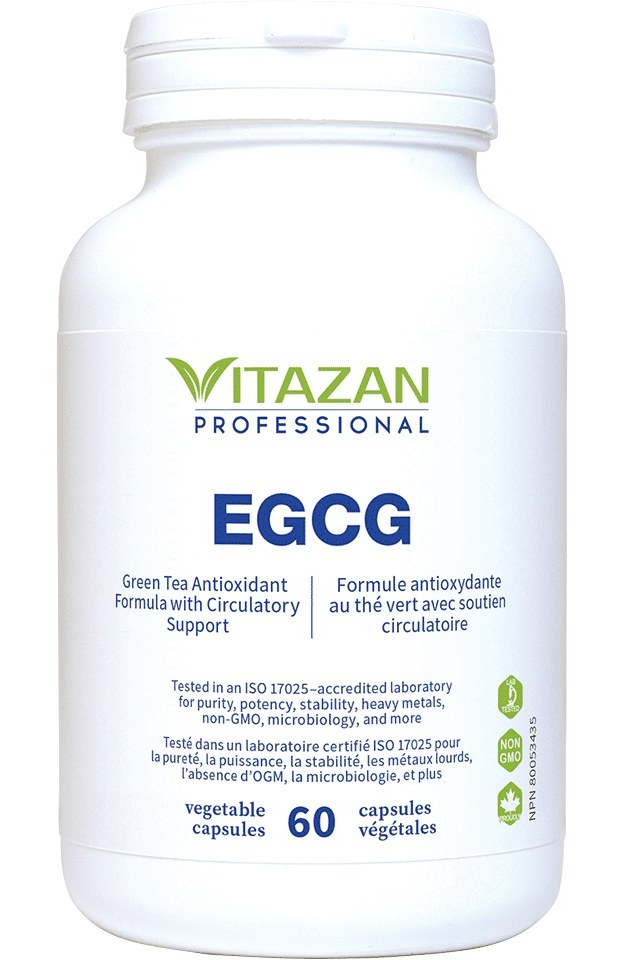 VITAZAN
PROFESSIONAL
EGCG
Green Tea Antioxidant
Formula with Circulatory
Support
Formule antioxydante
au thé vert avec soutien
circulatoire
Tested in an ISO 17025–accredited laboratory
for purity, potency, stability, heavy metals,
non-GMO, microbiology, and more
Testé dans un laboratoire certifié ISO 17025 pour
la pureté, la puissance, la stabilité, les métaux lourds,
l’absence d’OGM, la microbiologie, et plus
vegetable
capsules
60
capsules
végétales
LAB
TESTED
NON
GMO
PROUDLY
NPN 80053435